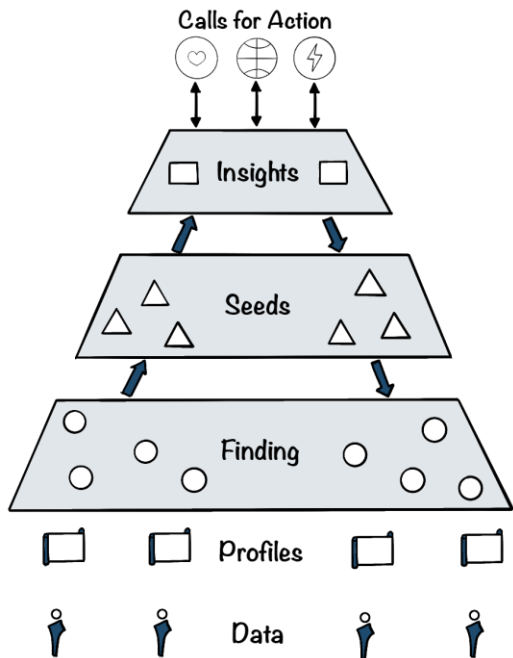 Calls for Action
Insights
Seeds
Finding
Profiles
Data